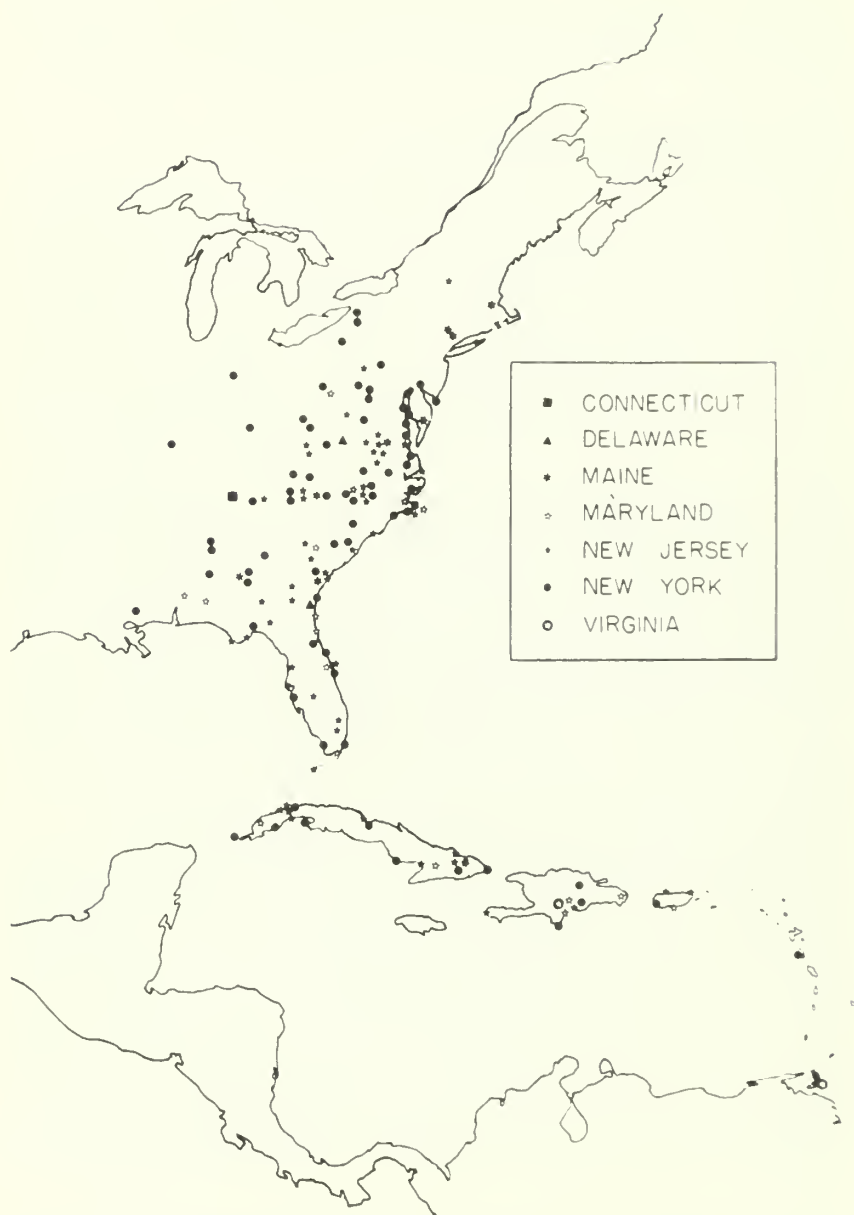 CONNECTICUT
DELAWARE
MAINE
MARYLAND
NEW JERSEY
NEW YORK
VIRGINIA